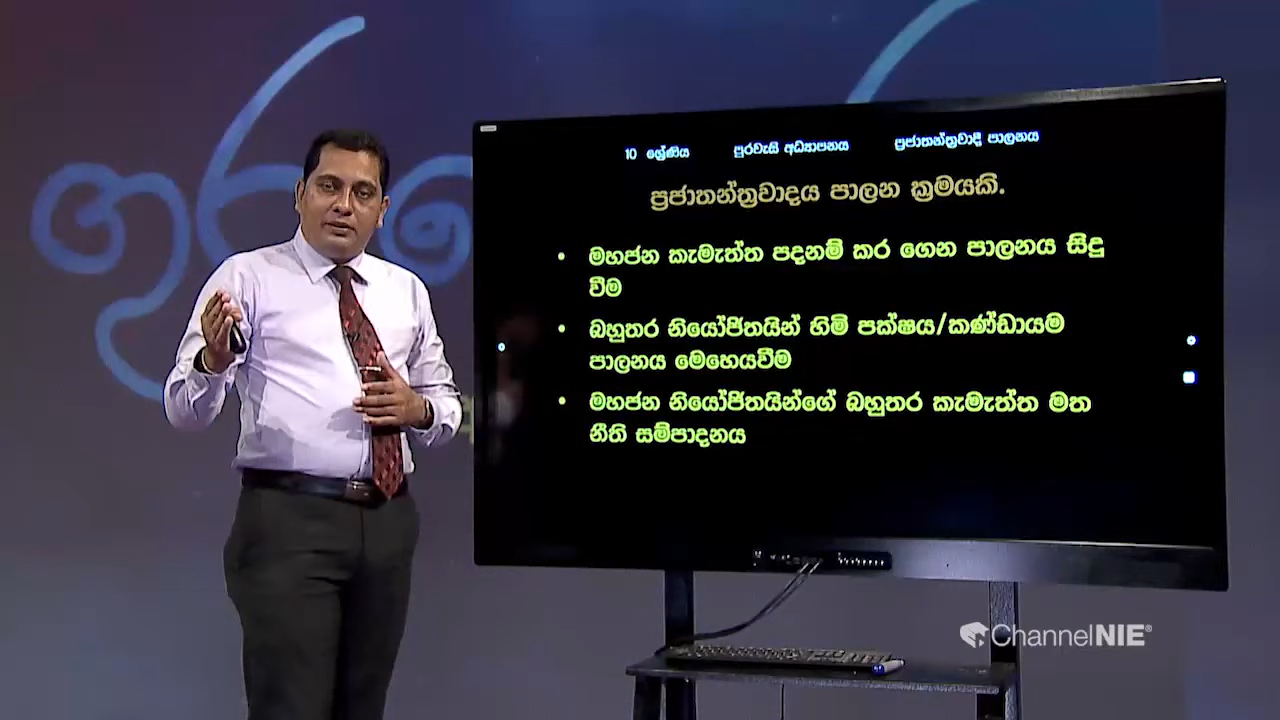 10 ශ්‍රේණිය පුරවැසි අධ්‍යාපනය ප්‍රජාතන්ත්‍රවාදී පාලනය
ප්‍රජාතන්ත්‍රවාදය පාලන ක්‍රමයකි.
• මහජන කැමැත්ත පදනම් කර ගෙන පාලනය සිදු
වීම
• බහුතර නියෝජිතයින් හිමි පක්ෂය/කණ්ඩායම
පාලනය මෙහෙයවීම
• මහජන නියෝජිතයින්ගේ බහුතර කැමැත්ත මත
නීති සම්පාදනය
ChannelNIE®